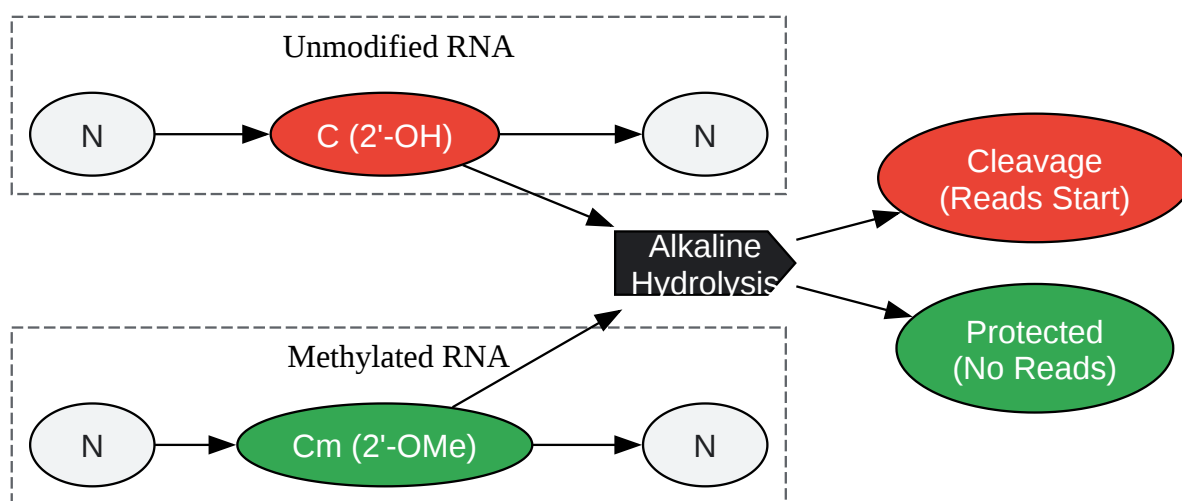 Unmodified RNA
N
C (2'-OH)
N
Cleavage
(Reads Start)
Alkaline
Hydrolysis
Protected
(No Reads)
Methylated RNA
N
Cm (2'-OMe)
N